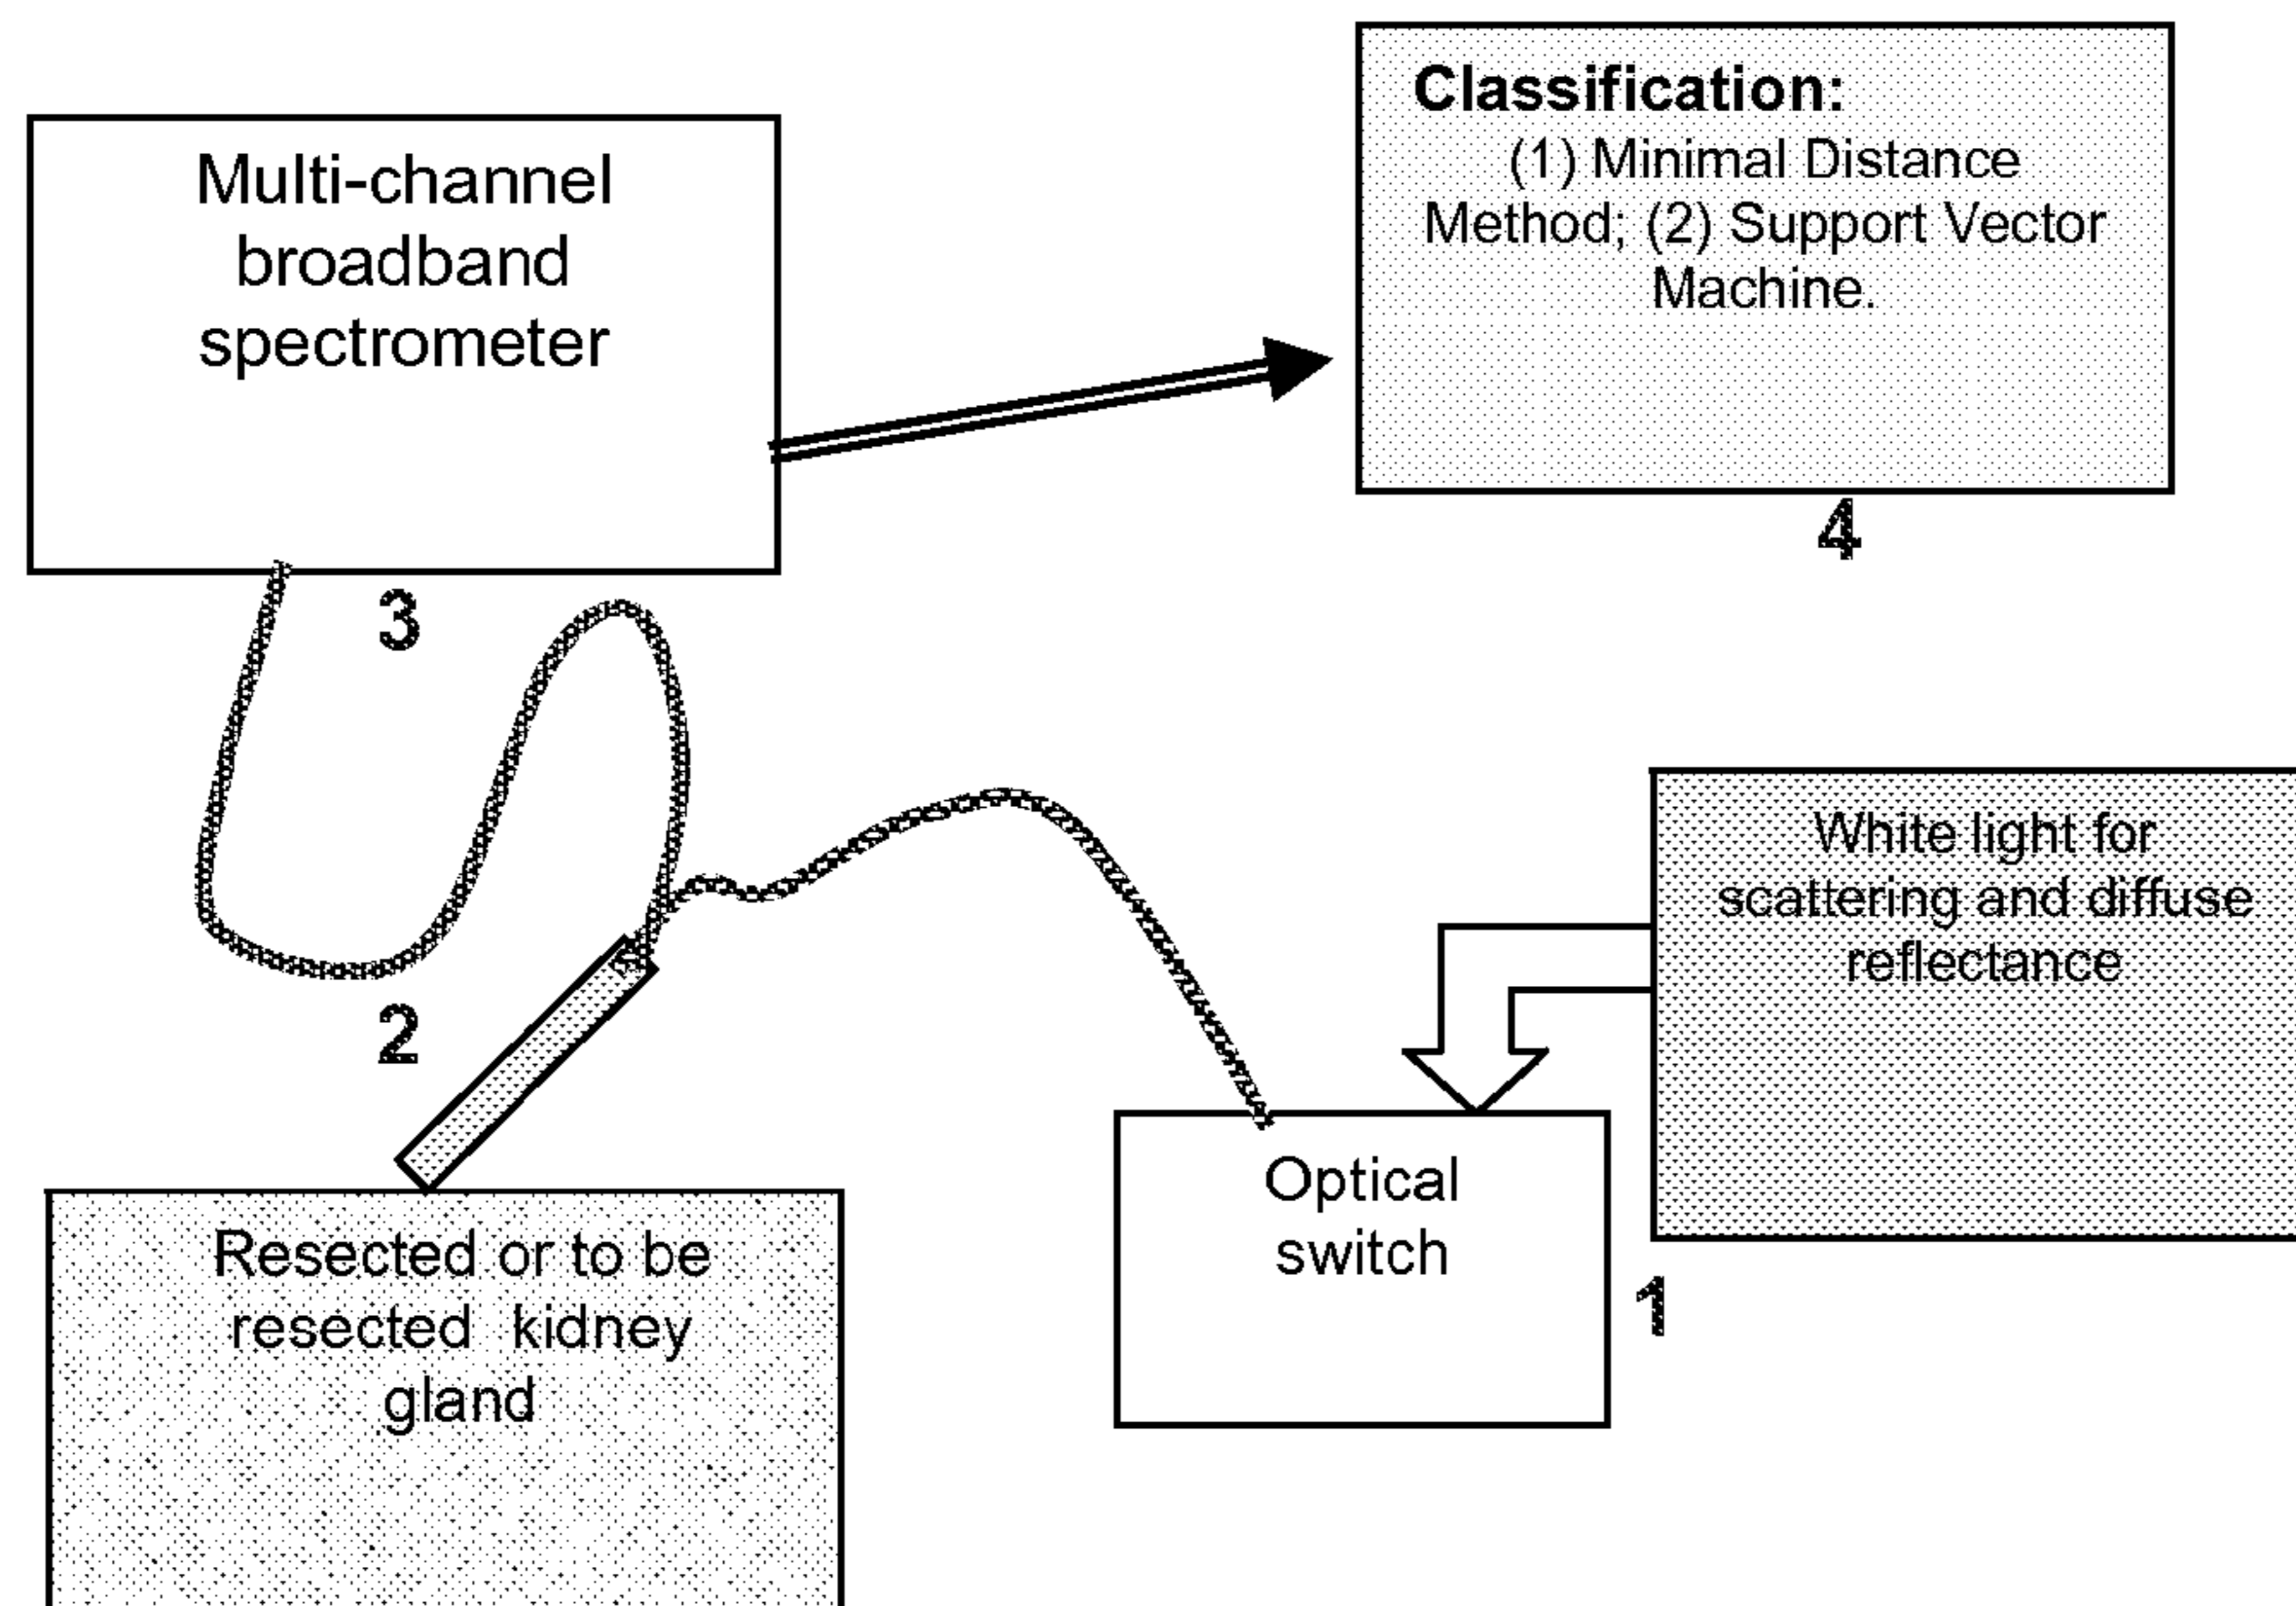 Multi-channel
broadband
spectrometer
3
Classification:
(1) Minimal Distance
Method; (2) Support Vector
Machine.
4
2
White light for
scattering and diffuse
reflectance
Optical
switch
1
Resected or to be
resected kidney
gland